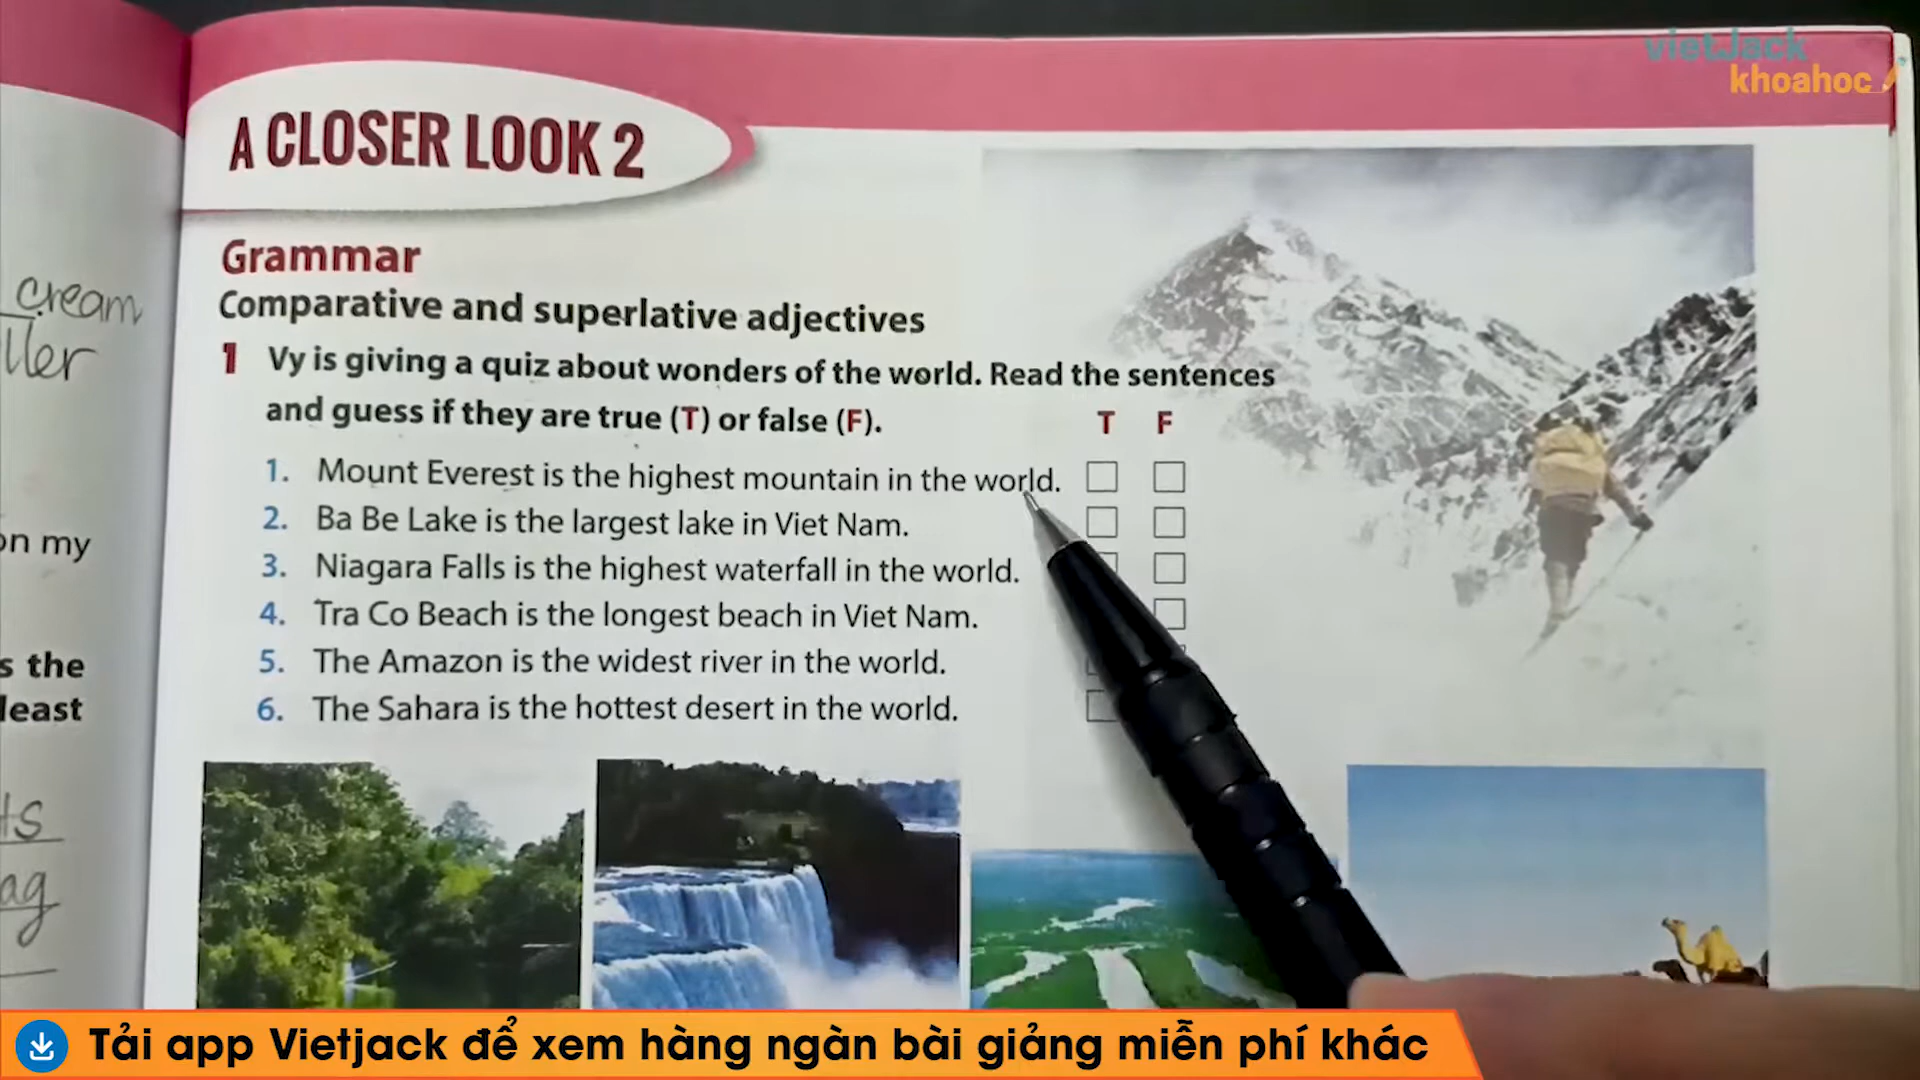 vietJack
khoahoc
A CLOSER LOOK 2
Grammar
Comparative and superlative adjectives
1 Vy is giving a quiz about wonders of the world. Read the sentences
and guess if they are true (T) or false (F).
T F
1. Mount Everest is the highest mountain in the world.
2. Ba Be Lake is the largest lake in Viet Nam.
3. Niagara Falls is the highest waterfall in the world.
4. Tra Co Beach is the longest beach in Viet Nam.
5. The Amazon is the widest river in the world.
6. The Sahara is the hottest desert in the world.
cream
on my
s the
least
Tải app Vietjack để xem hàng ngàn bài giảng miễn phí khác